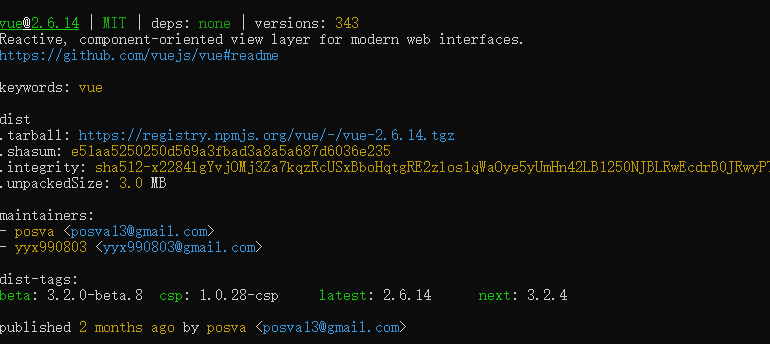 vue@2.6.14 | MIT | deps: none | versions: 343
Reactive, component-oriented view layer for modern web interfaces.
https://github.com/vuejs/vue#readme
keywords: vue
dist
.tarball: https://registry.npmjs.org/vue/-/vue-2.6.14.tgz
.shasum: e51aa5250250d569a3fbad3a8a5a687d6036e235
.integrity: sha512-x2284lgYvjOMj3Za7kqzRcUSxBboHqtgRE2zlos1qWaOye5yUmHn42LB1250NJBLRwEcdrB0JRwyPT
.unpackedSize: 3.0 MB
maintainers:
- posva <posva13@gmail.com>
- yyx990803 <yyx990803@gmail.com>
dist-tags:
beta: 3.2.0-beta.8 csp: 1.0.28-csp latest: 2.6.14 next: 3.2.4
published 2 months ago by posva <posva13@gmail.com>